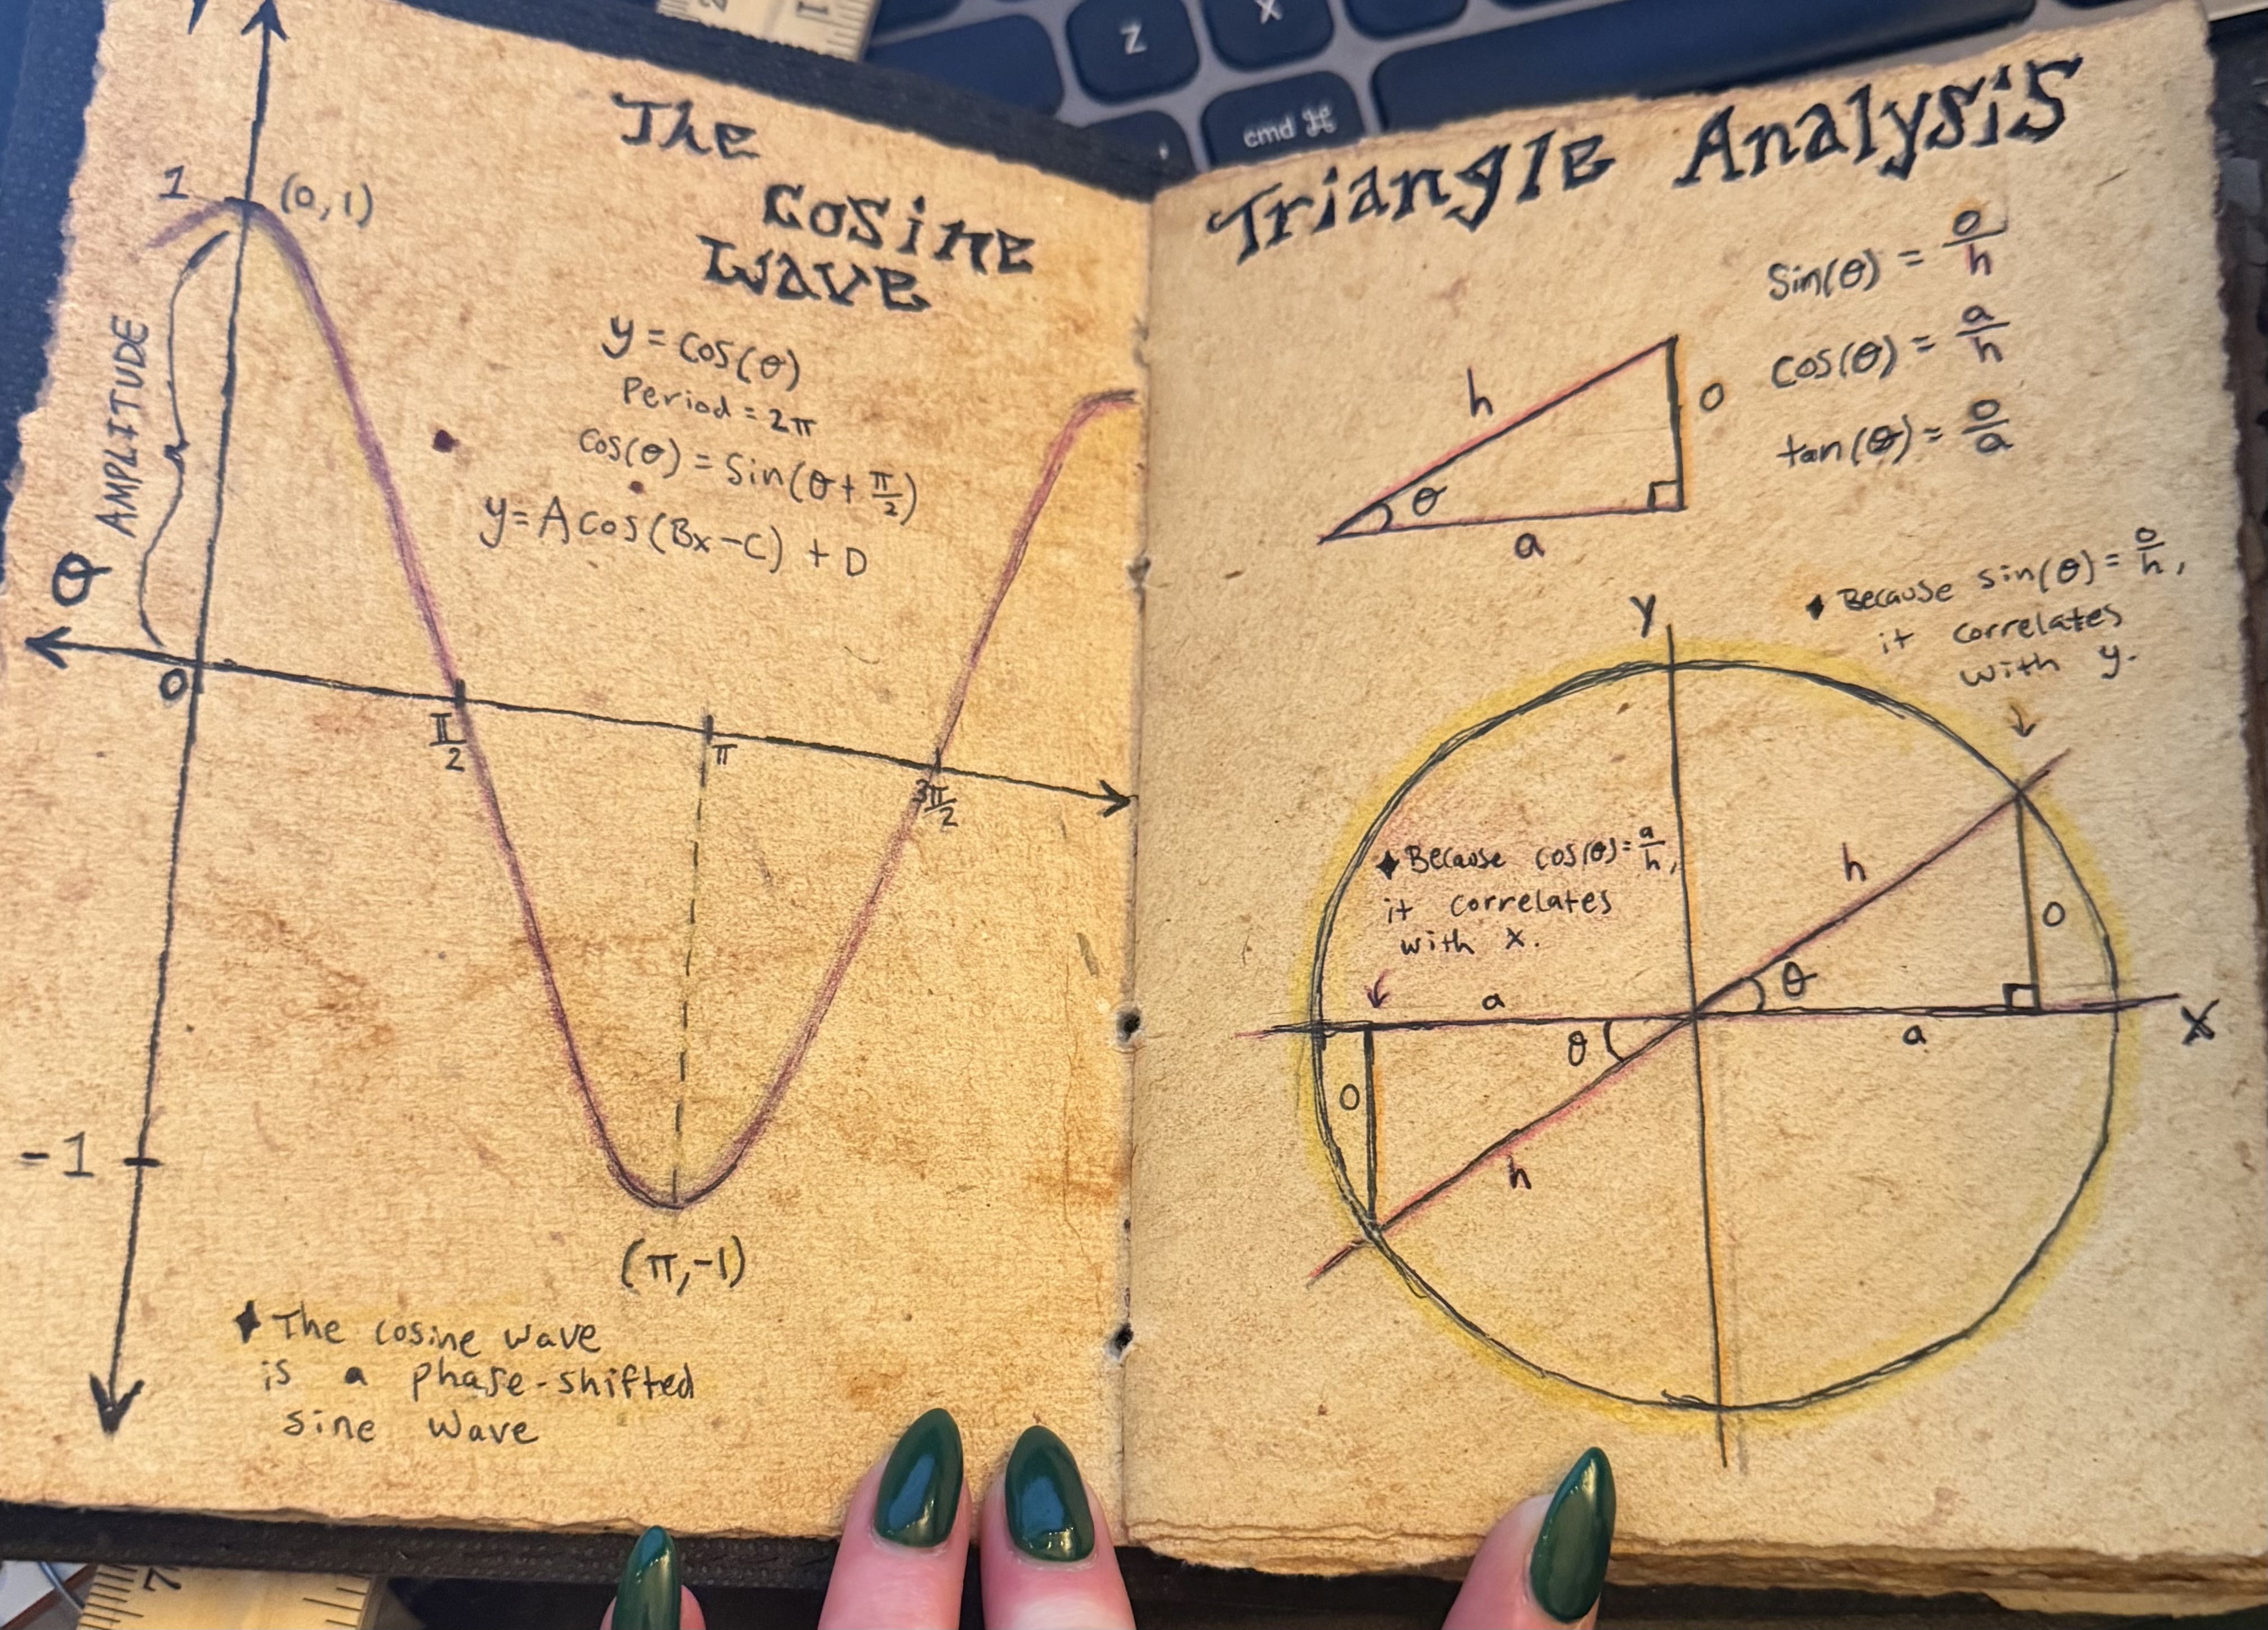 The
Cosine
Wave
1
(0,1)
y = cos(θ)
Period = 2π
cos(θ) = sin(θ + π/2)
y = A cos(Bx - C) + D
AMPLITUDE
a
θ
0
π/2
π
3π/2
-1
(π,-1)
The cosine wave
is a phase-shifted
sine wave
Triangle Analysis
sin(θ) = o/h
cos(θ) = a/h
tan(θ) = o/a
h
o
θ
a
Because sin(θ) = o/h,
it correlates
with y.
y
Because cos(θ) = a/h,
it correlates
with x.
h
o
θ
a
x
a
θ
o
h
Z
X
cmd ⌘
7